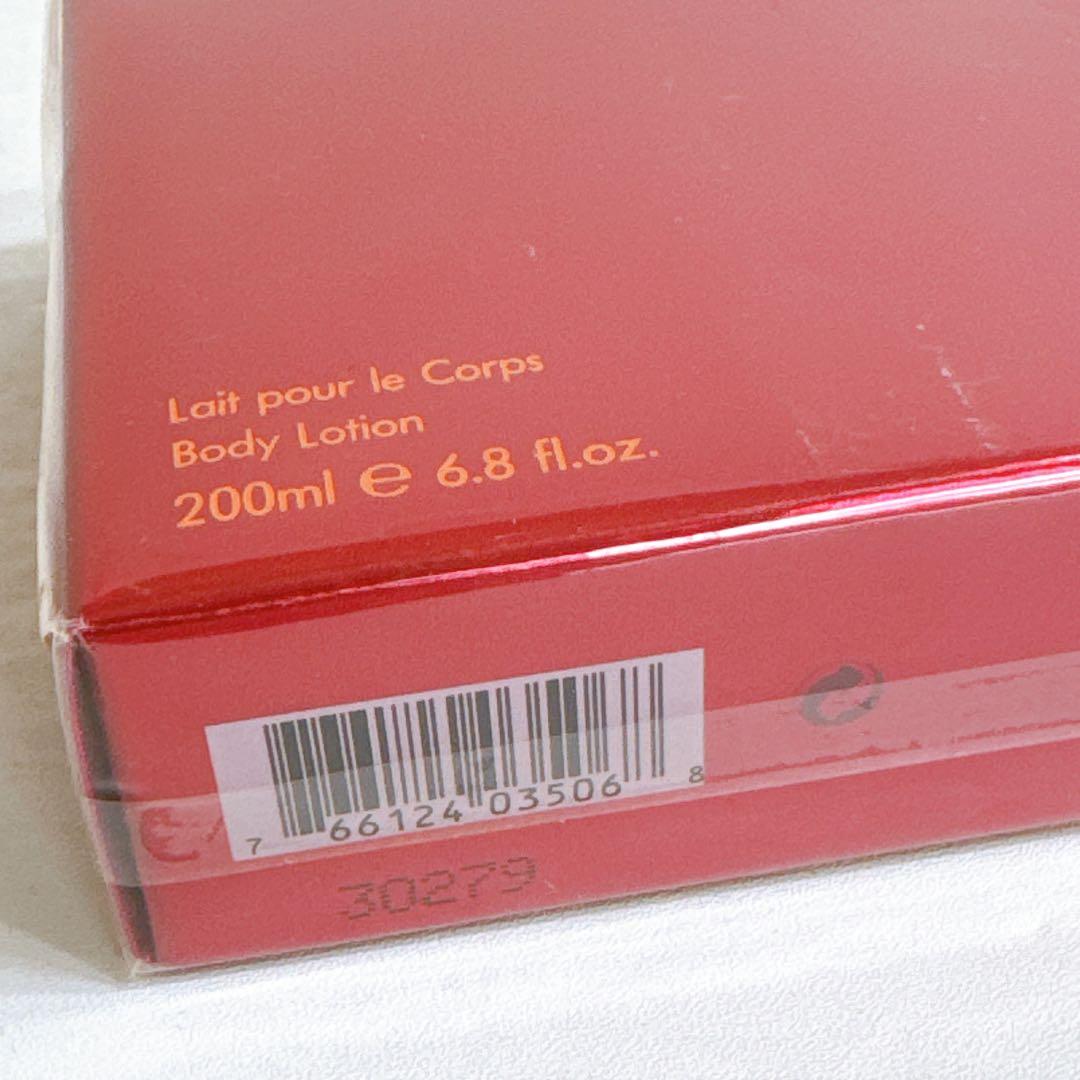 Lait pour le Corps
Body Lotion
200ml e 6.8 fl.oz.
7 66124 03506 8
30279